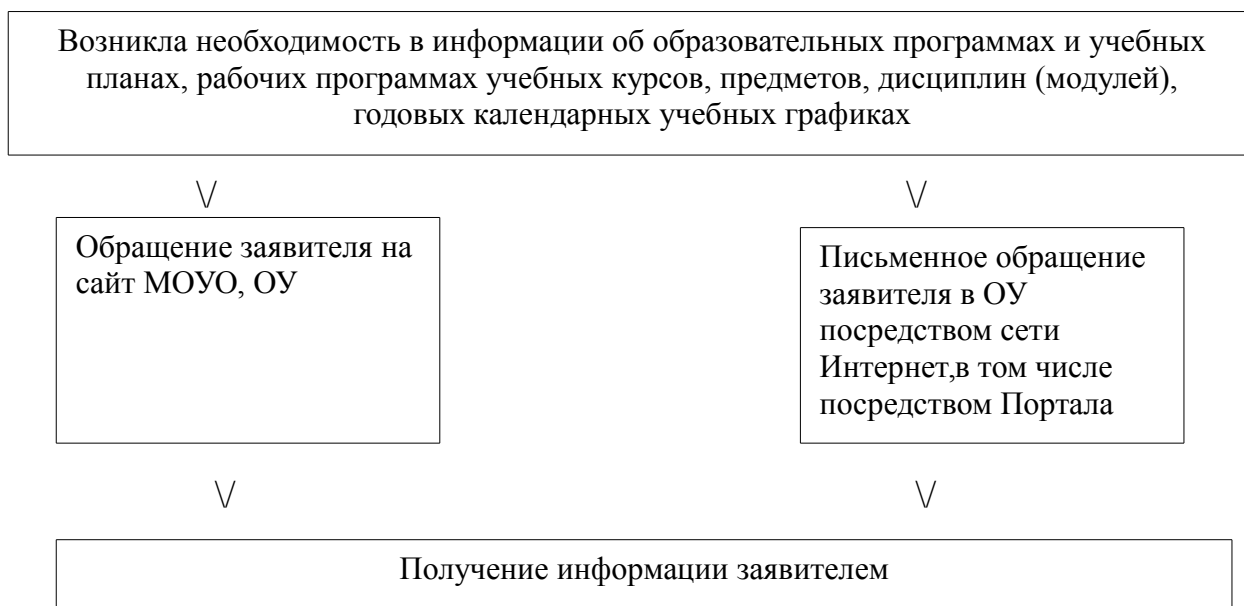 Возникла необходимость в информации об образовательных программах и учебных
планах, рабочих программах учебных курсов, предметов, дисциплин (модулей),
годовых календарных учебных графиках
\/
\/
Обращение заявителя на
сайт МОУО, ОУ
Письменное обращение
заявителя в ОУ
посредством сети
Интернет,в том числе
посредством Портала
\/
\/
Получение информации заявителем